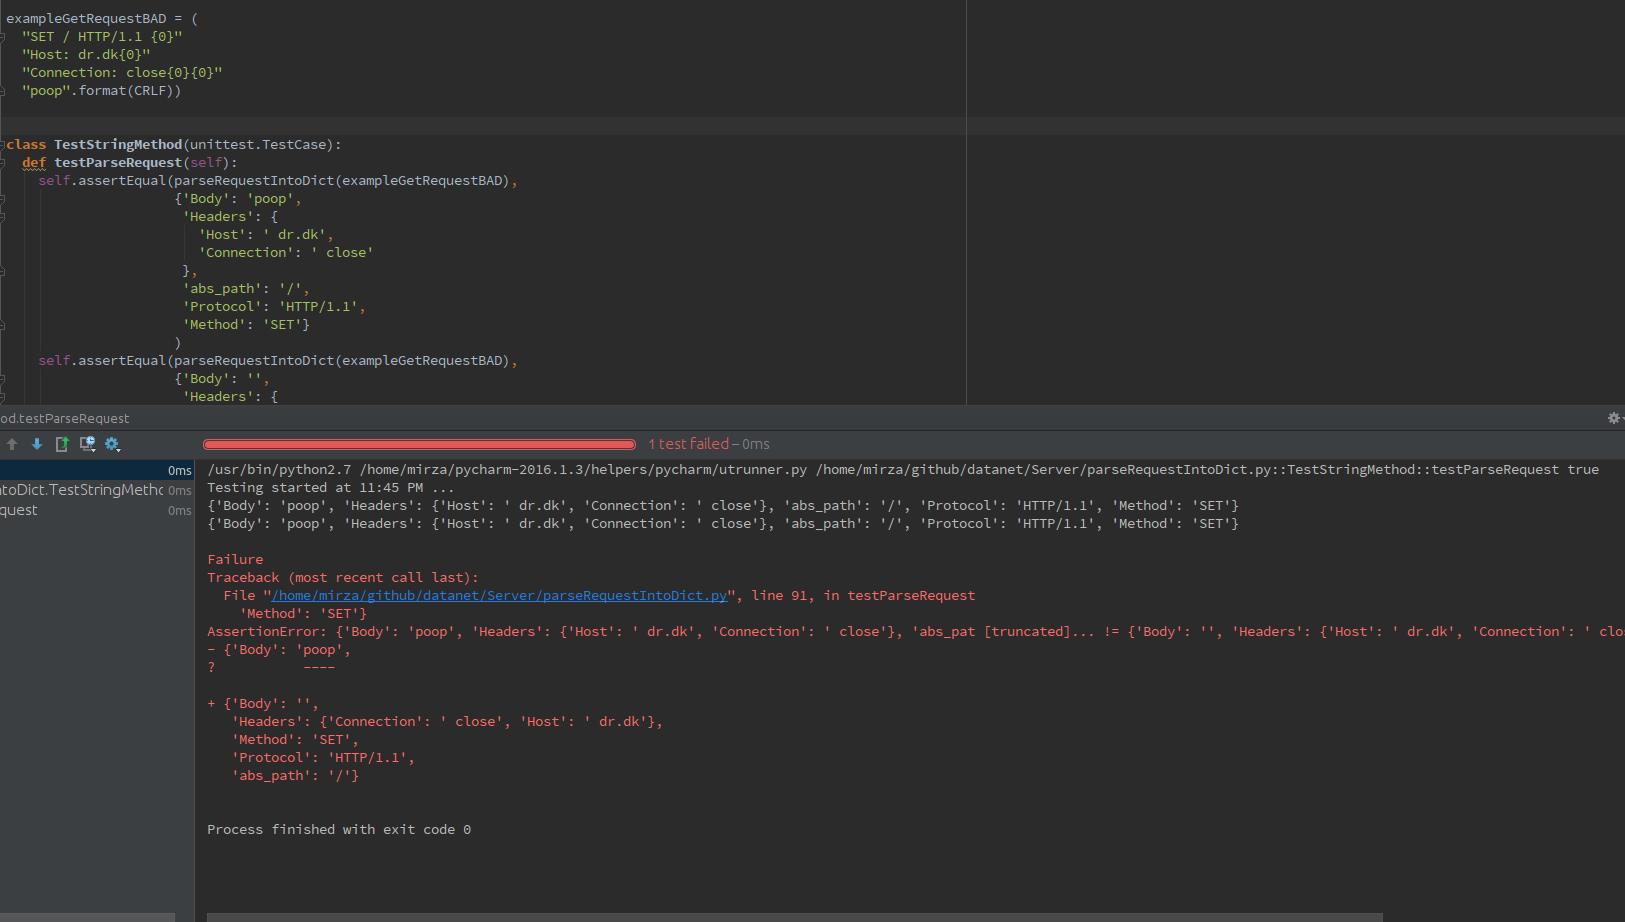 exampleGetRequestBAD = (
"SET / HTTP/1.1 {0}"
"Host: dr.dk{0}"
"Connection: close{0}{0}"
"poop".format(CRLF))
class TestStringMethod(unittest.TestCase):
def testParseRequest(self):
self.assertEqual(parseRequestIntoDict(exampleGetRequestBAD),
{'Body': 'poop',
'Headers': {
'Host': ' dr.dk',
'Connection': ' close'
},
'abs_path': '/',
'Protocol': 'HTTP/1.1',
'Method': 'SET'}
)
self.assertEqual(parseRequestIntoDict(exampleGetRequestBAD),
{'Body': '',
'Headers': {
od.testParseRequest
1 test failed – 0ms
0ms
ntoDict.TestStringMetho 0ms
quest 0ms
/usr/bin/python2.7 /home/mirza/pycharm-2016.1.3/helpers/pycharm/utrunner.py /home/mirza/github/datanet/Server/parseRequestIntoDict.py::TestStringMethod::testParseRequest true
Testing started at 11:45 PM ...
{'Body': 'poop', 'Headers': {'Host': ' dr.dk', 'Connection': ' close'}, 'abs_path': '/', 'Protocol': 'HTTP/1.1', 'Method': 'SET'}
{'Body': 'poop', 'Headers': {'Host': ' dr.dk', 'Connection': ' close'}, 'abs_path': '/', 'Protocol': 'HTTP/1.1', 'Method': 'SET'}
Failure
Traceback (most recent call last):
File "/home/mirza/github/datanet/Server/parseRequestIntoDict.py", line 91, in testParseRequest
'Method': 'SET'}
AssertionError: {'Body': 'poop', 'Headers': {'Host': ' dr.dk', 'Connection': ' close'}, 'abs_pat [truncated]... != {'Body': '', 'Headers': {'Host': ' dr.dk', 'Connection': ' clo
- {'Body': 'poop',
? ----
+ {'Body': '',
'Headers': {'Connection': ' close', 'Host': ' dr.dk'},
'Method': 'SET',
'Protocol': 'HTTP/1.1',
'abs_path': '/'}
Process finished with exit code 0